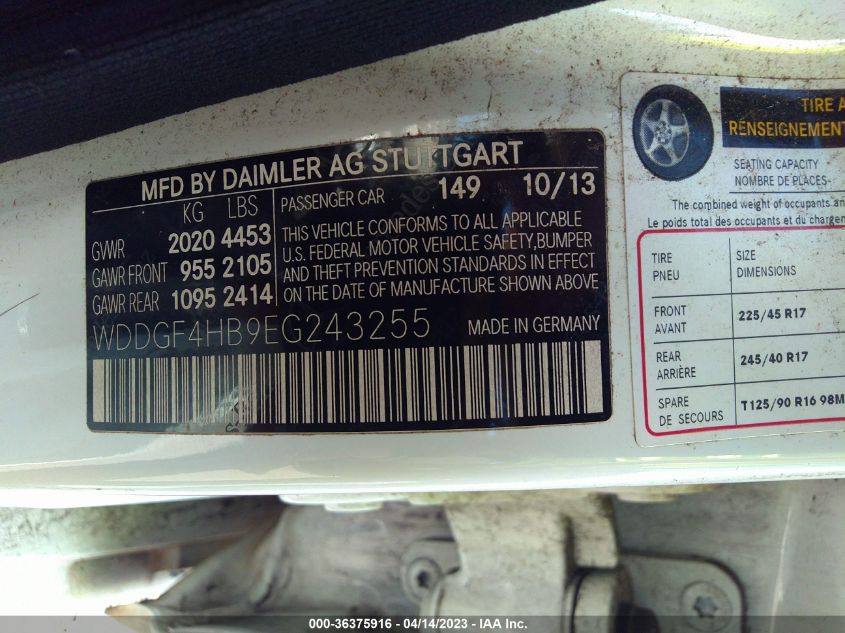 MFD BY DAIMLER AG STUTTGART
KG LBS
GVWR 2020 4453
GAWR FRONT 955 2105
GAWR REAR 1095 2414
PASSENGER CAR 149 10/13
THIS VEHICLE CONFORMS TO ALL APPLICABLE
U.S. FEDERAL MOTOR VEHICLE SAFETY, BUMPER
AND THEFT PREVENTION STANDARDS IN EFFECT
ON THE DATE OF MANUFACTURE SHOWN ABOVE
WDDGF4HB9EG243255 MADE IN GERMANY
TIRE A
RENSEIGNEMENT
SEATING CAPACITY
NOMBRE DE PLACES
The combined weight of occupants an
Le poids total des occupants et du charge
TIRE SIZE
PNEU DIMENSIONS
FRONT 225/45 R17
AVANT
REAR 245/40 R17
ARRIÈRE
SPARE T125/90 R16 98M
DE SECOURS
000-36375916 - 04/14/2023 - IAA Inc.